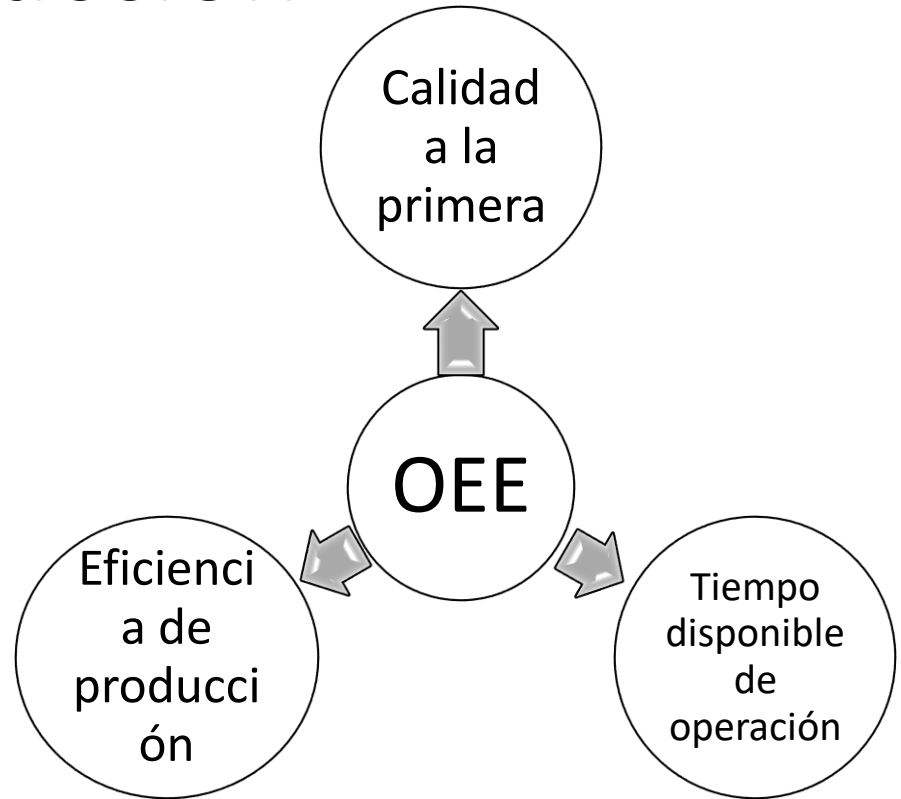 Calidad
a la
primera
OEE
Eficienci
a de
producci
ón
Tiempo
disponible
de
operación